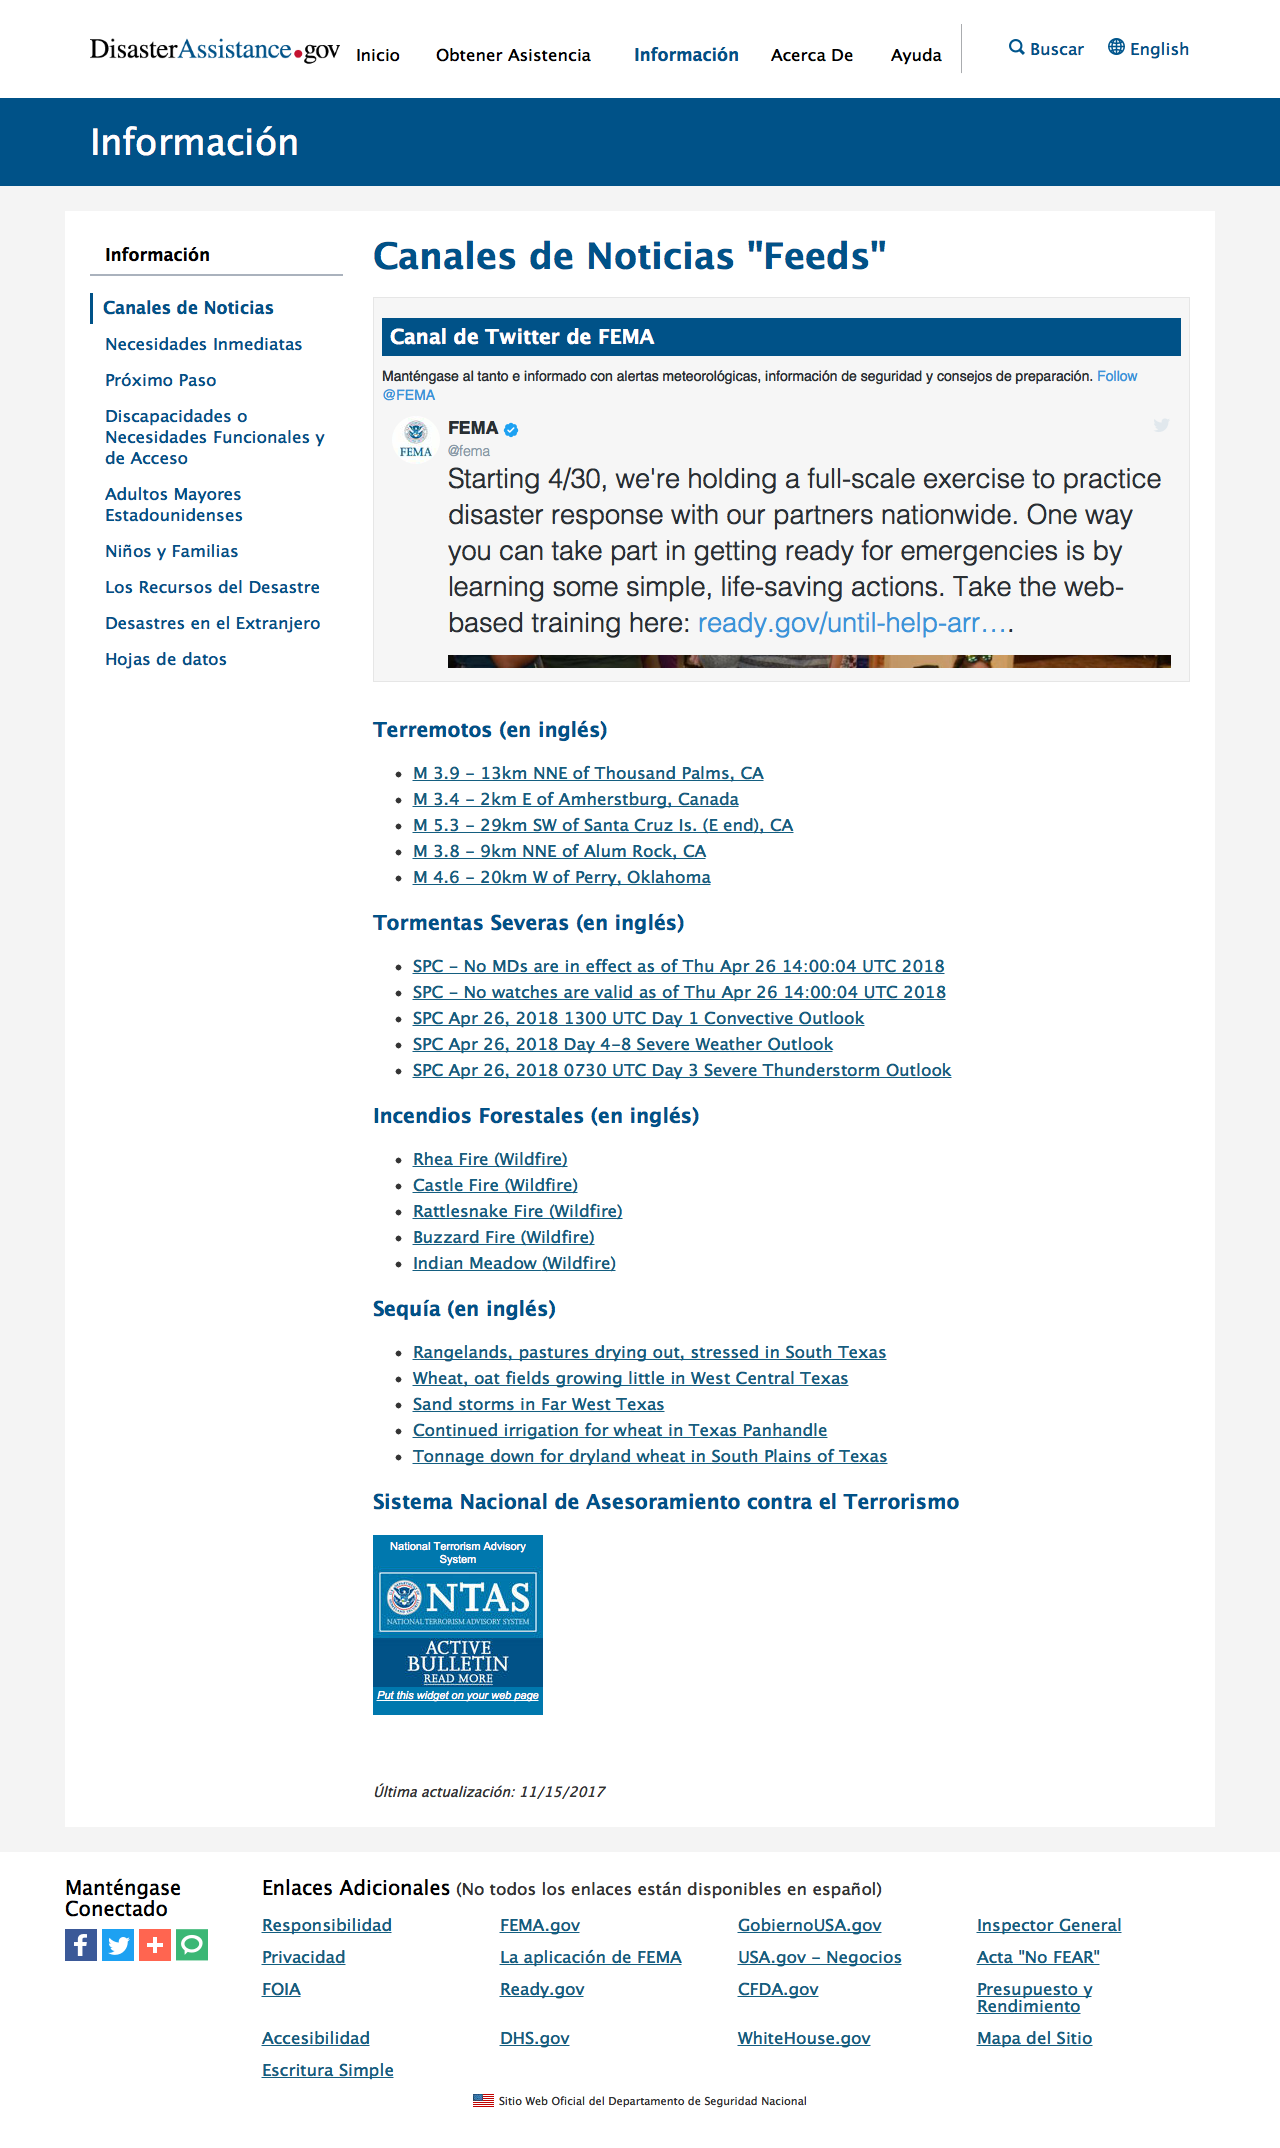 DisasterAssistance.gov
Inicio
Obtener Asistencia
Información
Acerca De
Ayuda
Buscar
English
Información
Información
Canales de Noticias
Necesidades Inmediatas
Próximo Paso
Discapacidades o
Necesidades Funcionales y
de Acceso
Adultos Mayores
Estadounidenses
Niños y Familias
Los Recursos del Desastre
Desastres en el Extranjero
Hojas de datos
Canales de Noticias "Feeds"
Canal de Twitter de FEMA
Manténgase al tanto e informado con alertas meteorológicas, información de seguridad y consejos de preparación. Follow
@FEMA
FEMA
FEMA
@fema
Starting 4/30, we're holding a full-scale exercise to practice
disaster response with our partners nationwide. One way
you can take part in getting ready for emergencies is by
learning some simple, life-saving actions. Take the web-
based training here: ready.gov/until-help-arr….
Terremotos (en inglés)
M 3.9 - 13km NNE of Thousand Palms, CA
M 3.4 - 2km E of Amherstburg, Canada
M 5.3 - 29km SW of Santa Cruz Is. (E end), CA
M 3.8 - 9km NNE of Alum Rock, CA
M 4.6 - 20km W of Perry, Oklahoma
Tormentas Severas (en inglés)
SPC - No MDs are in effect as of Thu Apr 26 14:00:04 UTC 2018
SPC - No watches are valid as of Thu Apr 26 14:00:04 UTC 2018
SPC Apr 26, 2018 1300 UTC Day 1 Convective Outlook
SPC Apr 26, 2018 Day 4-8 Severe Weather Outlook
SPC Apr 26, 2018 0730 UTC Day 3 Severe Thunderstorm Outlook
Incendios Forestales (en inglés)
Rhea Fire (Wildfire)
Castle Fire (Wildfire)
Rattlesnake Fire (Wildfire)
Buzzard Fire (Wildfire)
Indian Meadow (Wildfire)
Sequía (en inglés)
Rangelands, pastures drying out, stressed in South Texas
Wheat, oat fields growing little in West Central Texas
Sand storms in Far West Texas
Continued irrigation for wheat in Texas Panhandle
Tonnage down for dryland wheat in South Plains of Texas
Sistema Nacional de Asesoramiento contra el Terrorismo
National Terrorism Advisory
System
NTAS
NATIONAL TERRORISM ADVISORY SYSTEM
ACTIVE
BULLETIN
READ MORE
Put this widget on your web page
Última actualización: 11/15/2017
Manténgase
Conectado
Enlaces Adicionales (No todos los enlaces están disponibles en español)
Responsibilidad
FEMA.gov
GobiernoUSA.gov
Inspector General
Privacidad
La aplicación de FEMA
USA.gov - Negocios
Acta "No FEAR"
FOIA
Ready.gov
CFDA.gov
Presupuesto y
Rendimiento
Accesibilidad
DHS.gov
WhiteHouse.gov
Mapa del Sitio
Escritura Simple
Sitio Web Oficial del Departamento de Seguridad Nacional